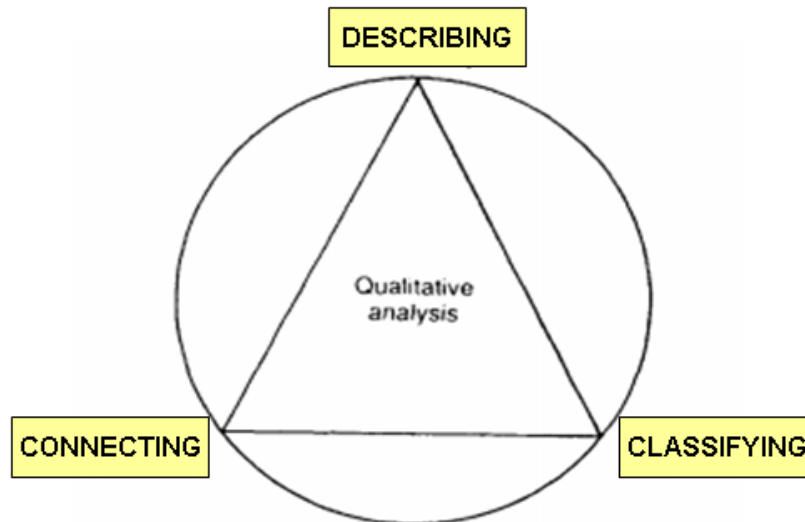 DESCRIBING
Qualitative
analysis
CONNECTING
CLASSIFYING